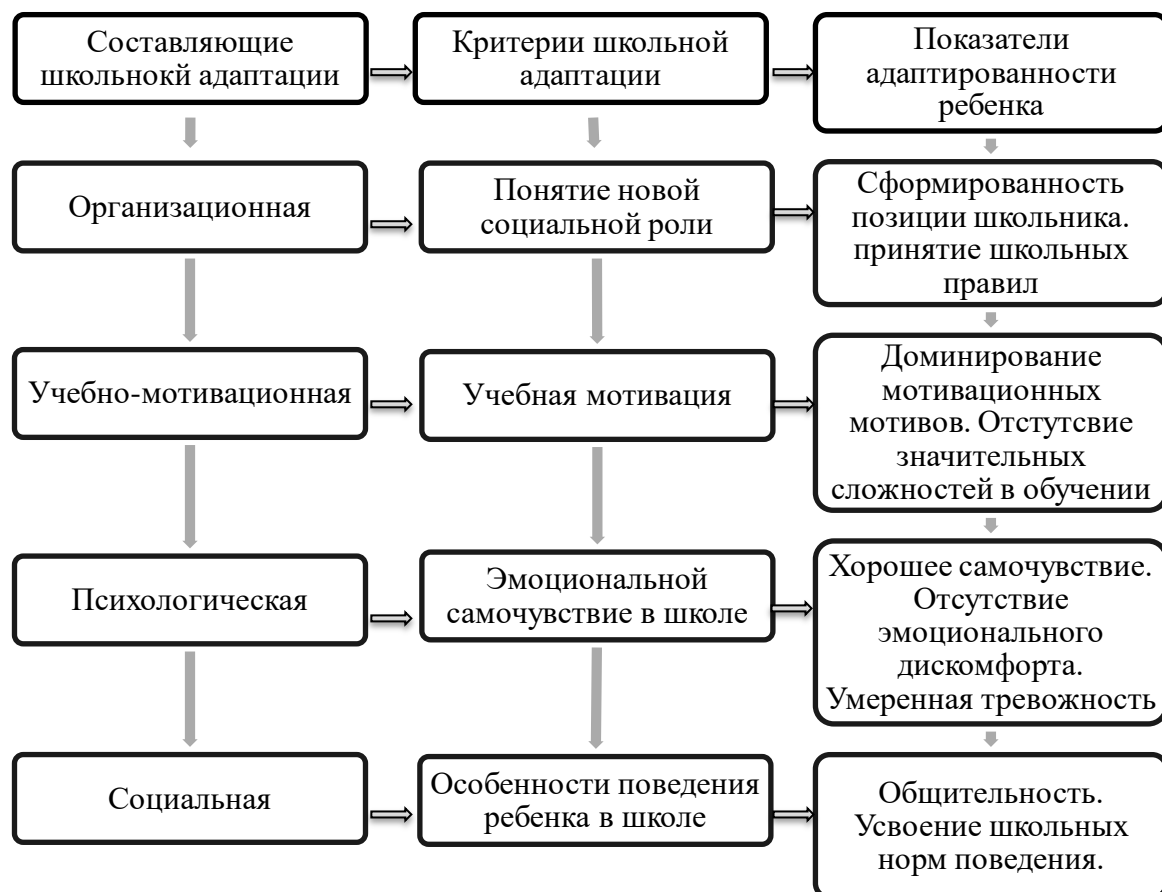 Составляющие
школьнокй адаптации
Критерии школьной
адаптации
Показатели
адаптированности
ребенка
Организационная
Понятие новой
социальной роли
Сформированность
позиции школьника.
принятие школьных
правил
Учебно-мотивационная
Учебная мотивация
Доминирование
мотивационных
мотивов. Отстутсвие
значительных
сложностей в обучении
Психологическая
Эмоциональной
самочувствие в школе
Хорошее самочувствие.
Отсутствие
эмоционального
дискомфорта.
Умеренная тревожность
Социальная
Особенности поведения
ребенка в школе
Общительность.
Усвоение школьных
норм поведения.